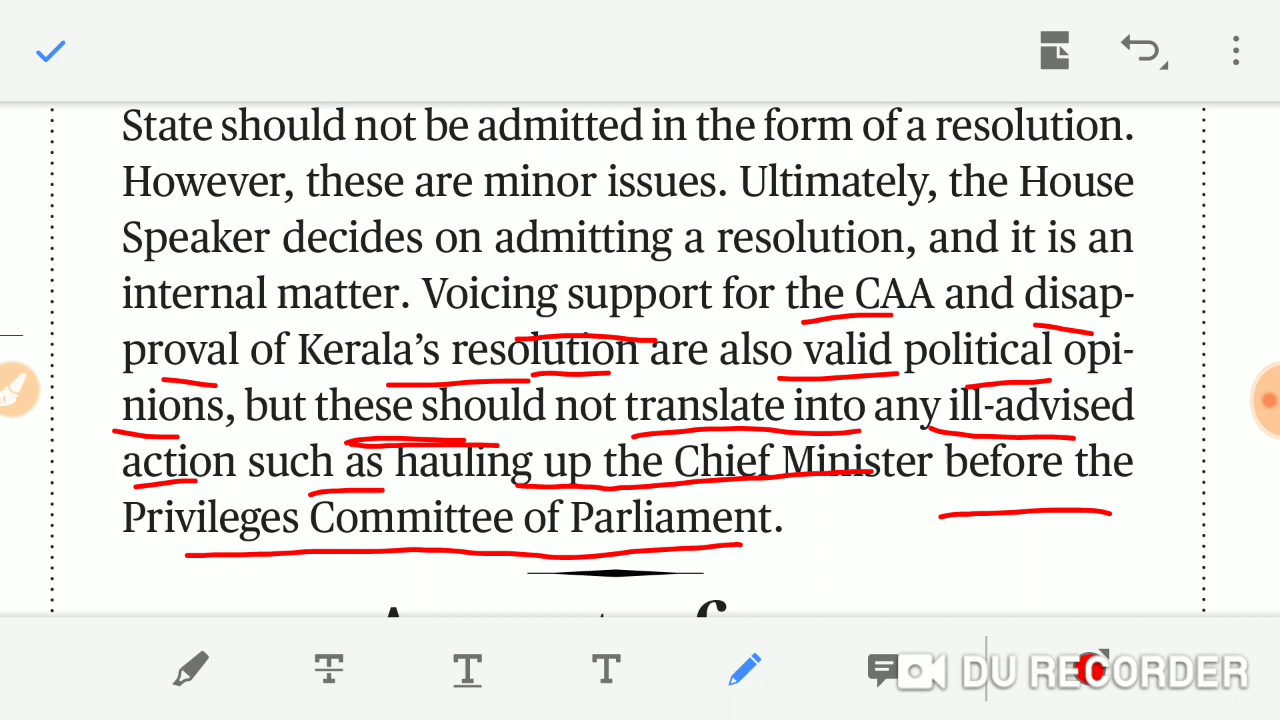 State should not be admitted in the form of a resolution.
However, these are minor issues. Ultimately, the House
Speaker decides on admitting a resolution, and it is an
internal matter. Voicing support for the CAA and disap-
proval of Kerala's resolution are also valid political opi-
nions, but these should not translate into any ill-advised
action such as hauling up the Chief Minister before the
Privileges Committee of Parliament.
T T T
DU RECORDER